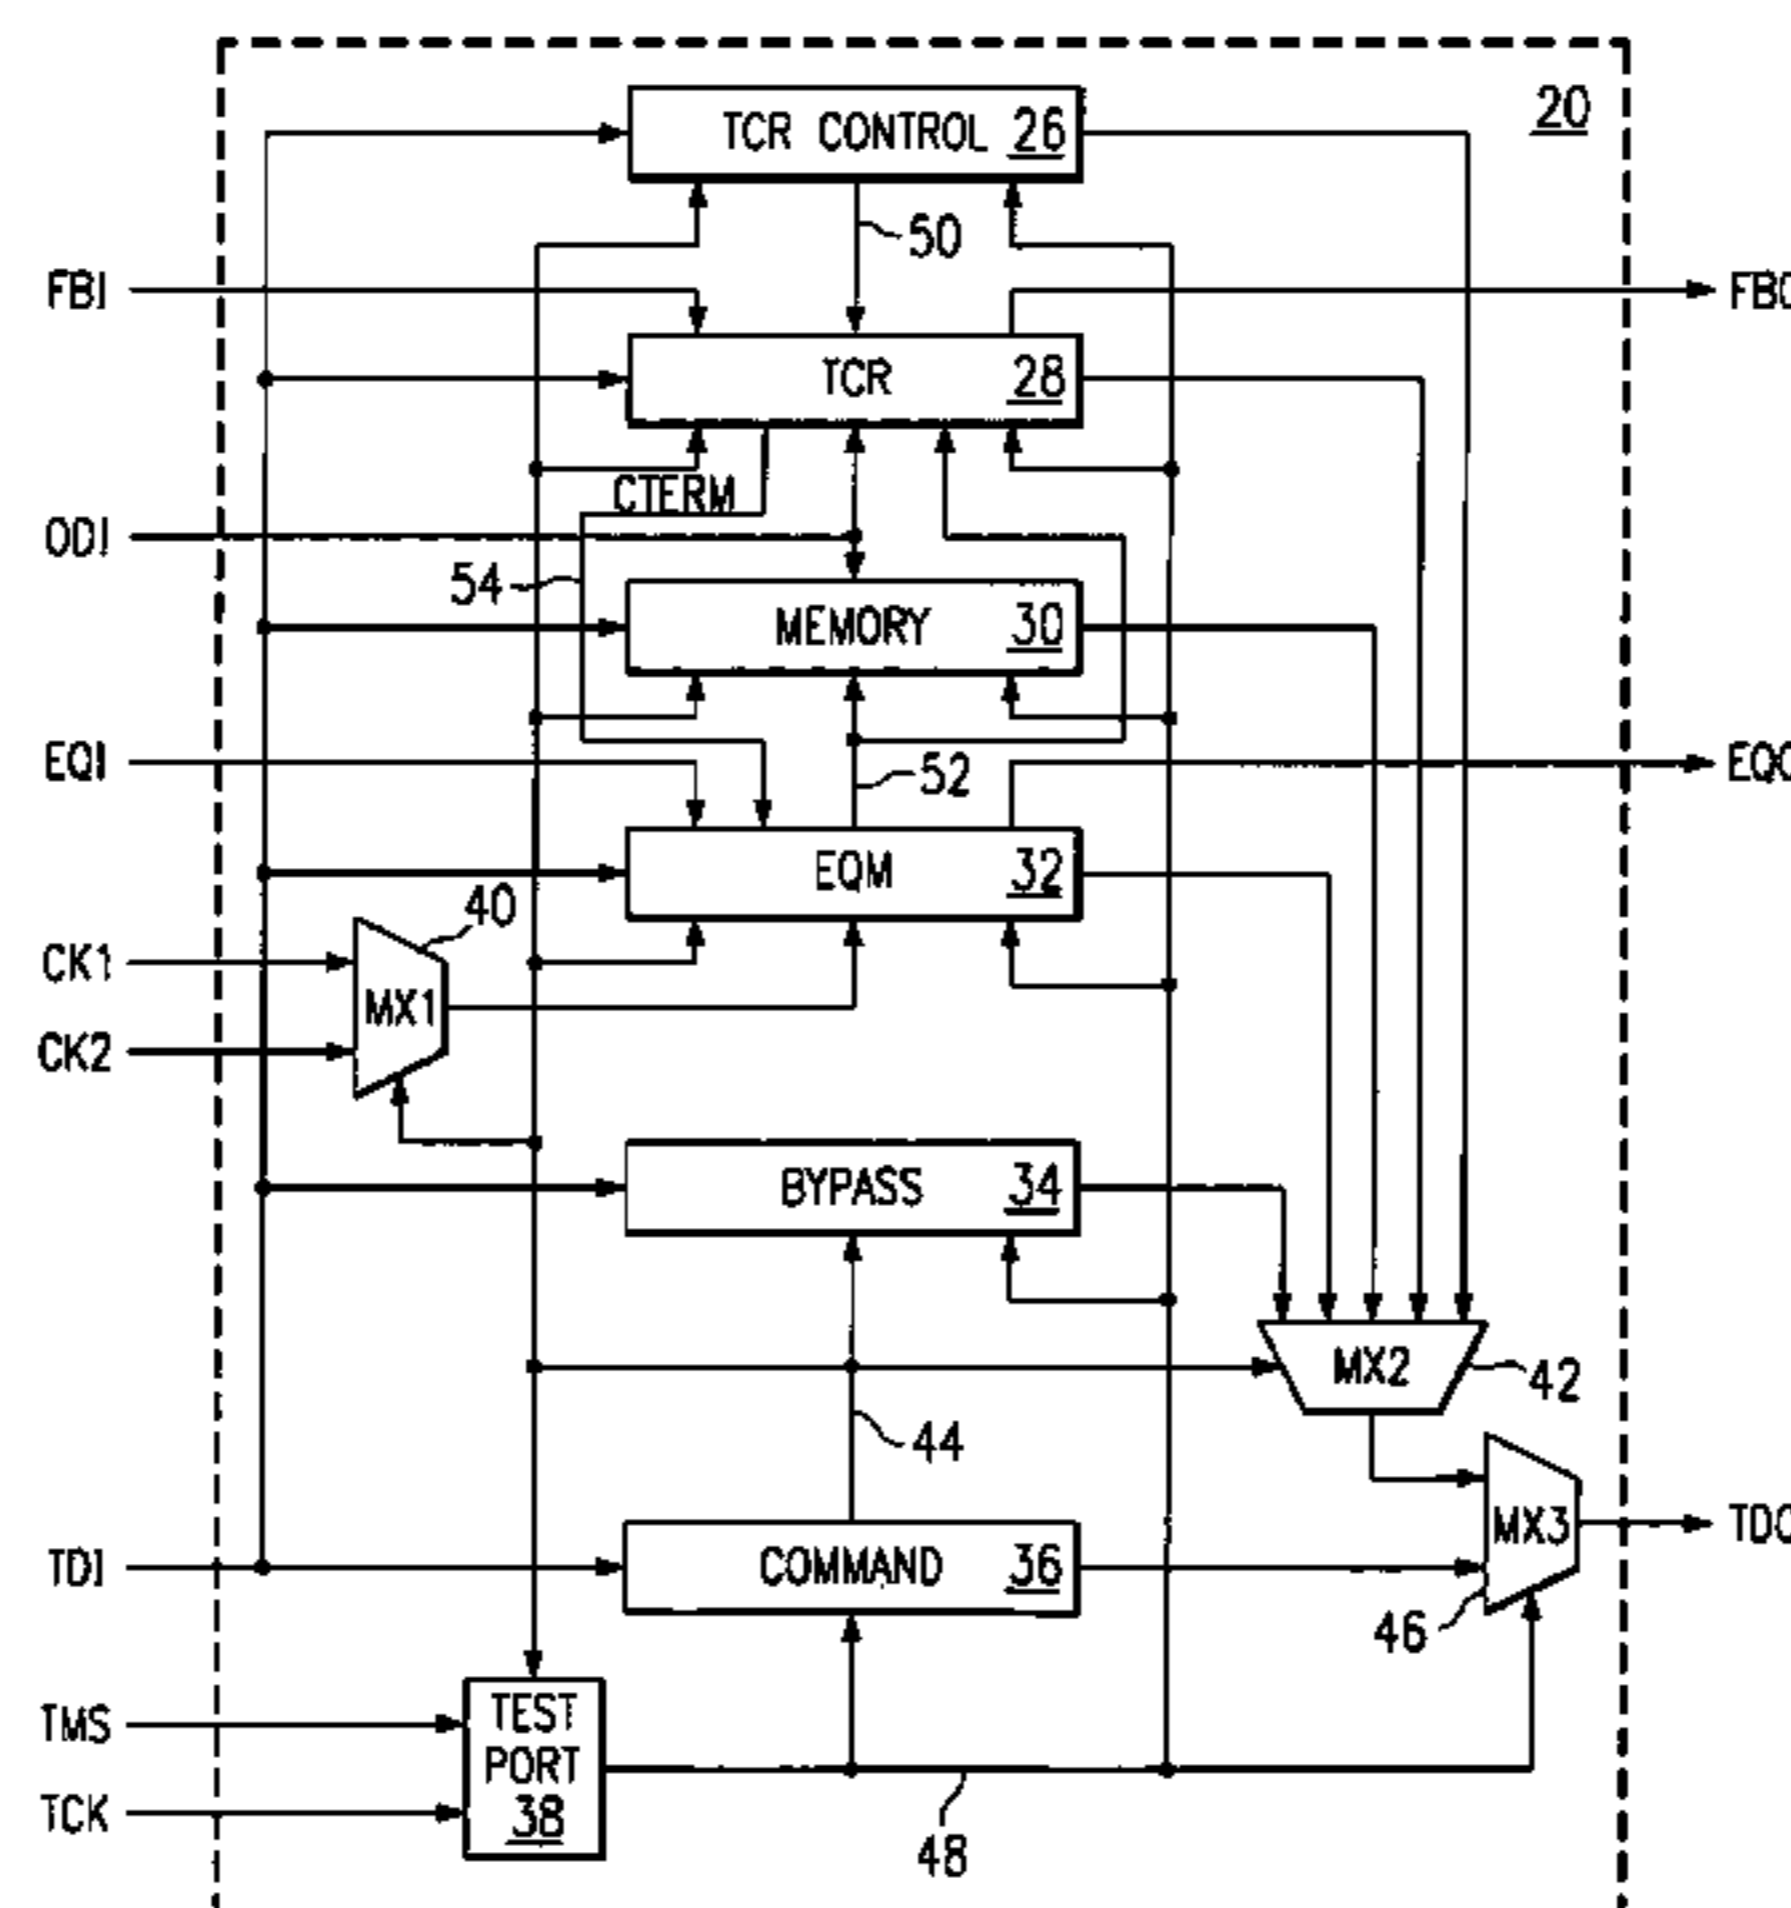 20
TCR CONTROL 26
50
FBI
FBO
TCR 28
CTERM
ODI
54
MEMORY 30
EQI
52
EQO
EQM 32
40
CK1
MX1
CK2
BYPASS 34
MX2
42
44
TDI
COMMAND 36
MX3
TDO
46
TMS
TEST
PORT
38
TCK
48